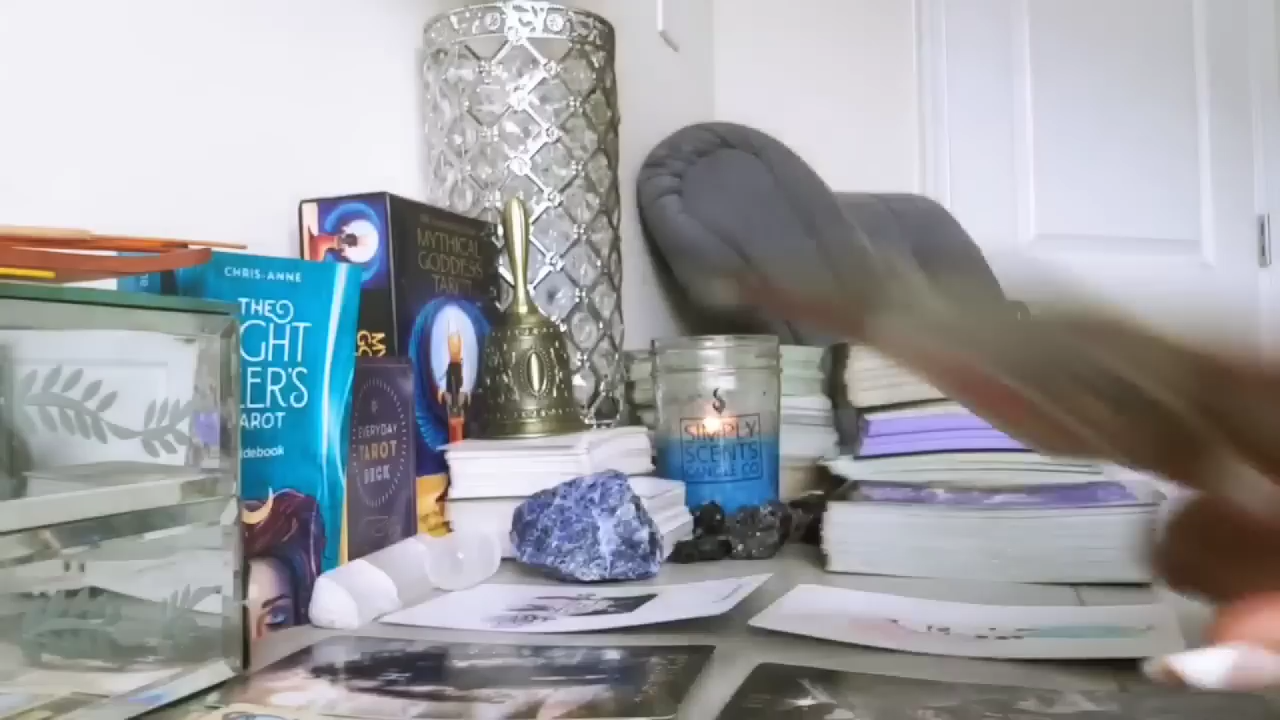 CHRIS-ANNE
THE
GHT
LER'S
AROT
idebook
MYTHICAL
GODDESS
TAROT
EVERYDAY
TAROT
DECK
SIMPLY
SCENTS
CANDLE CO